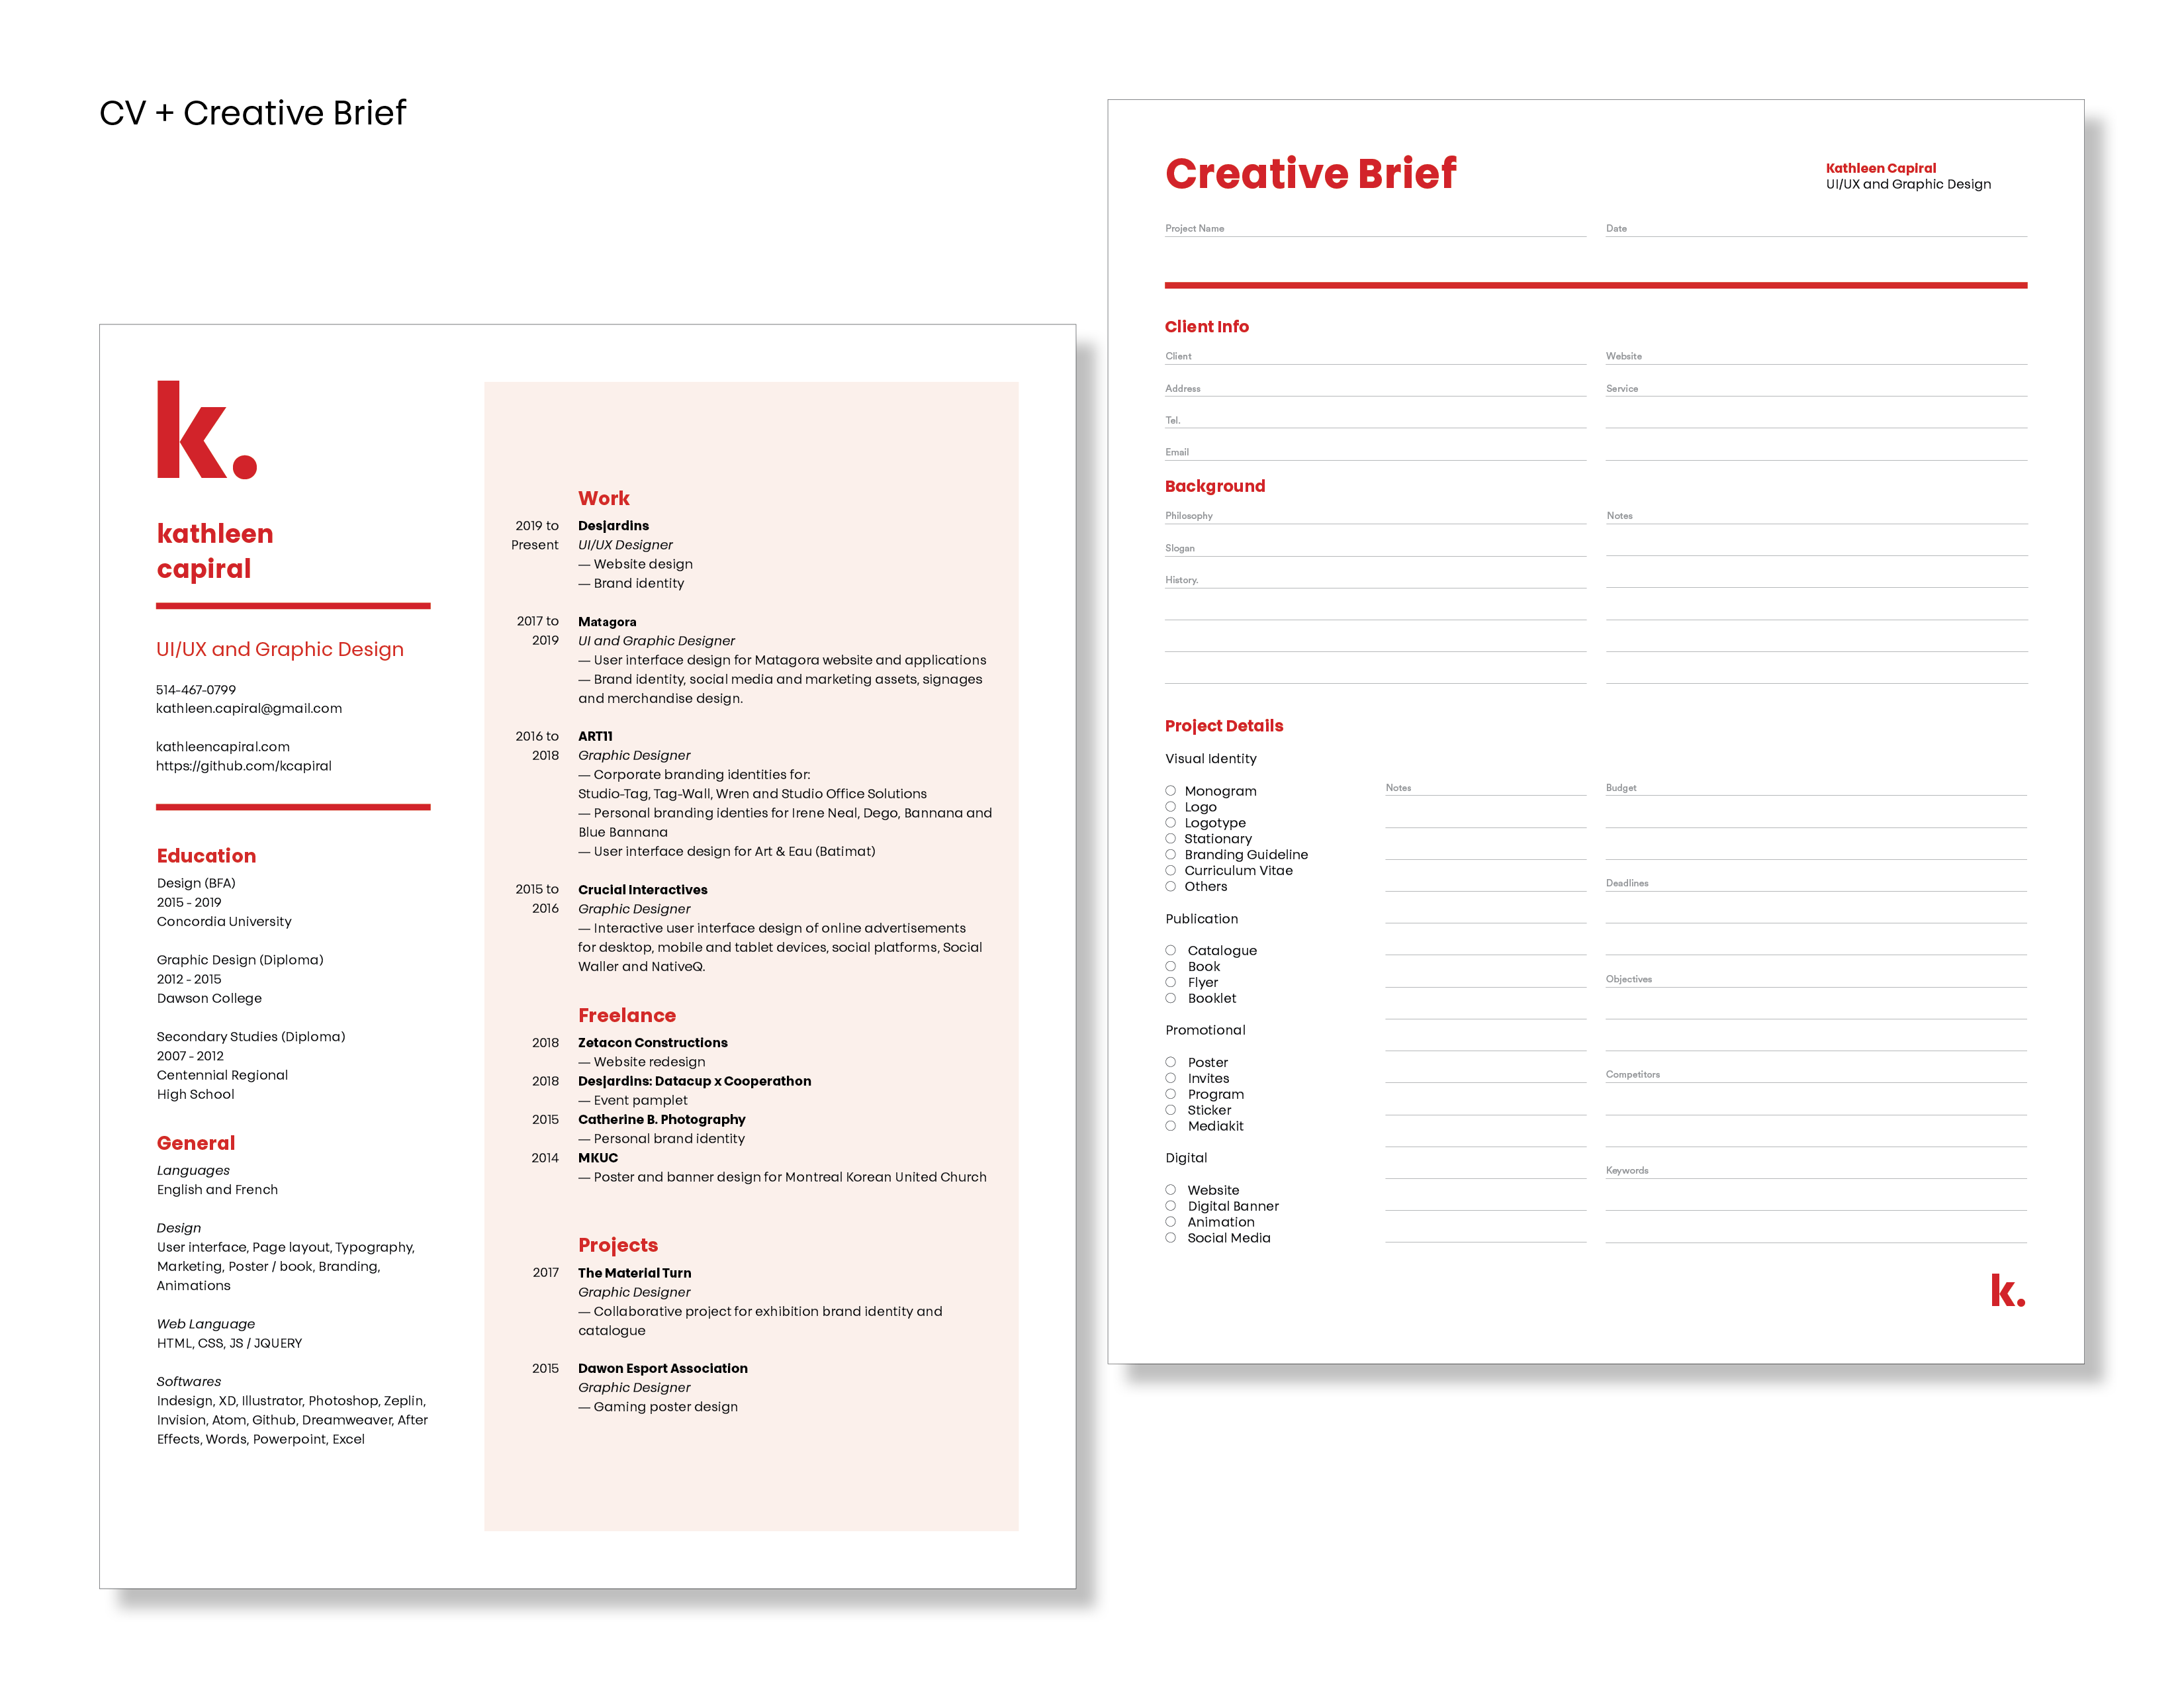 CV + Creative Brief
k.
kathleen
capiral
UI/UX and Graphic Design
514-467-0799
kathleen.capiral@gmail.com
kathleencapiral.com
https://github.com/kcapiral
Education
Design (BFA)
2015 - 2019
Concordia University
Graphic Design (Diploma)
2012 - 2015
Dawson College
Secondary Studies (Diploma)
2007 - 2012
Centennial Regional
High School
General
Languages
English and French
Design
User interface, Page layout, Typography,
Marketing, Poster / book, Branding,
Animations
Web Language
HTML, CSS, JS / JQUERY
Softwares
Indesign, XD, Illustrator, Photoshop, Zeplin,
Invision, Atom, Github, Dreamweaver, After
Effects, Words, Powerpoint, Excel
Work
2019 to Desjardins
Present UI/UX Designer
— Website design
— Brand identity
2017 to Matagora
2019 UI and Graphic Designer
— User interface design for Matagora website and applications
— Brand identity, social media and marketing assets, signages
and merchandise design.
2016 to ART11
2018 Graphic Designer
— Corporate branding identities for:
Studio-Tag, Tag-Wall, Wren and Studio Office Solutions
— Personal branding identies for Irene Neal, Dego, Bannana and
Blue Bannana
— User interface design for Art & Eau (Batimat)
2015 to Crucial Interactives
2016 Graphic Designer
— Interactive user interface design of online advertisements
for desktop, mobile and tablet devices, social platforms, Social
Waller and NativeQ.
Freelance
2018 Zetacon Constructions
— Website redesign
2018 Desjardins: Datacup x Cooperathon
— Event pamplet
2015 Catherine B. Photography
— Personal brand identity
2014 MKUC
— Poster and banner design for Montreal Korean United Church
Projects
2017 The Material Turn
Graphic Designer
— Collaborative project for exhibition brand identity and
catalogue
2015 Dawon Esport Association
Graphic Designer
— Gaming poster design
Creative Brief
Kathleen Capiral
UI/UX and Graphic Design
Project Name
Date
Client Info
Client
Website
Address
Service
Tel.
Email
Background
Philosophy
Notes
Slogan
History.
Project Details
Visual Identity
Monogram
Logo
Logotype
Stationary
Branding Guideline
Curriculum Vitae
Others
Publication
Catalogue
Book
Flyer
Booklet
Promotional
Poster
Invites
Program
Sticker
Mediakit
Digital
Website
Digital Banner
Animation
Social Media
Notes
Budget
Deadlines
Objectives
Competitors
Keywords
k.